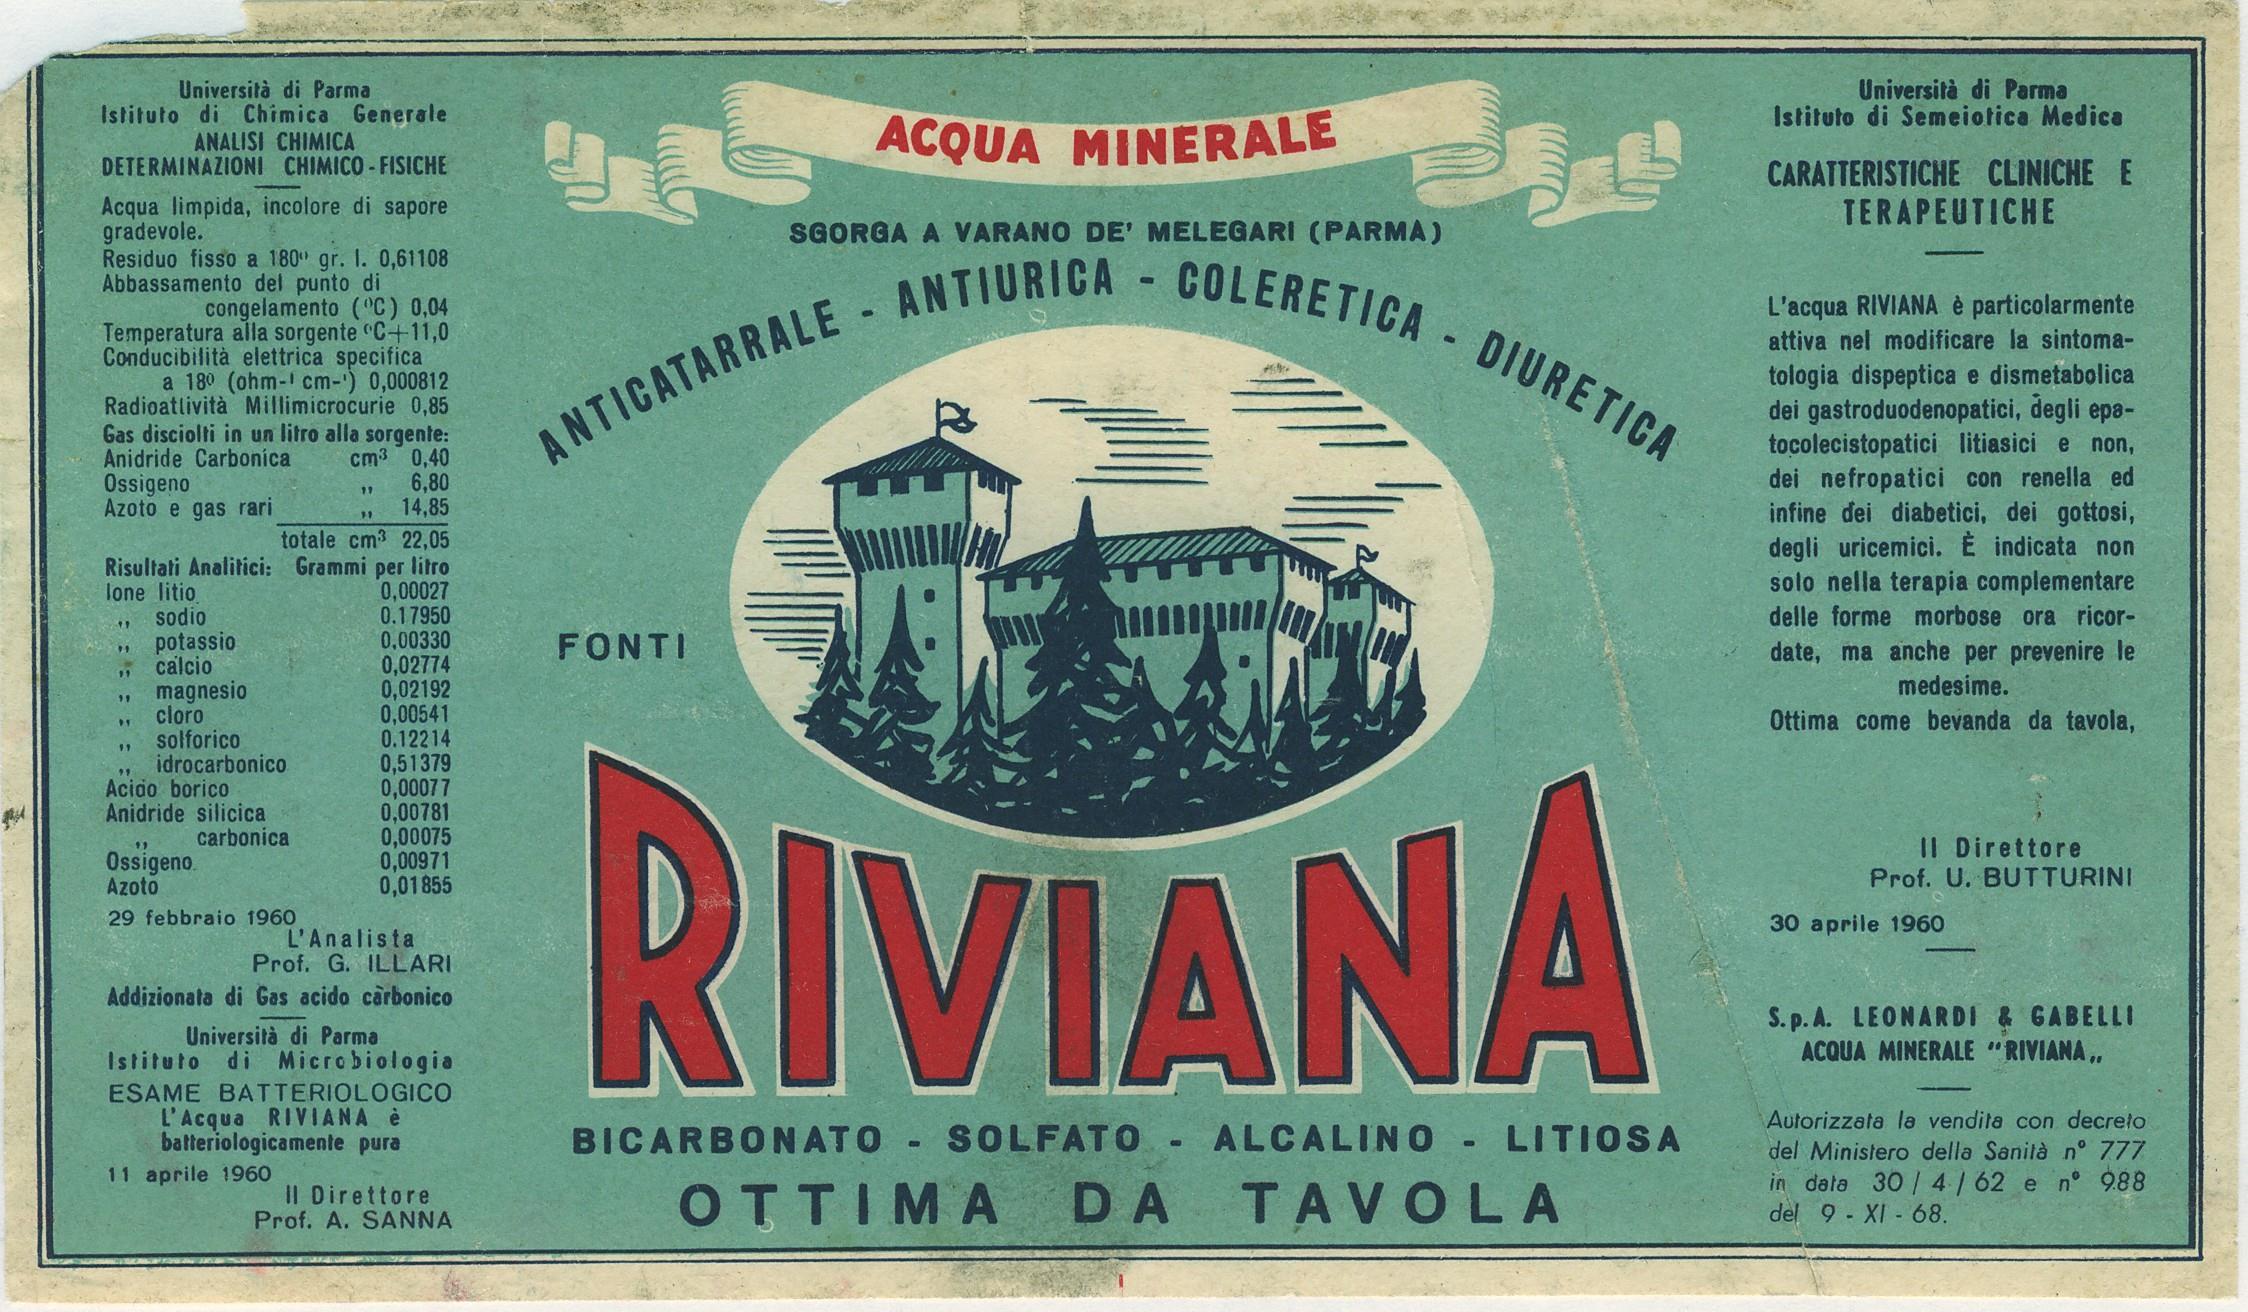 Università di Parma
Istituto di Chimica Generale
ANALISI CHIMICA
DETERMINAZIONI CHIMICO-FISICHE
Acqua limpida, incolore di sapore
gradevole.
Residuo fisso a 180º gr. l. 0,61108
Abbassamento del punto di
congelamento (ºC) 0,04
Temperatura alla sorgente ºC+11,0
Conducibilità elettrica specifica
a 18º (ohm-¹ cm-¹) 0,000812
Radioattività Millimicrocurie 0,85
Gas disciolti in un litro alla sorgente:
Anidride Carbonica cm³ 0,40
Ossigeno ,, 6,80
Azoto e gas rari ,, 14,85
totale cm³ 22,05
Risultati Analitici: Grammi per litro
Ione litio 0,00027
,, sodio 0.17950
,, potassio 0,00330
,, calcio 0,02774
,, magnesio 0,02192
,, cloro 0,00541
,, solforico 0.12214
,, idrocarbonico 0,51379
Acido borico 0,00077
Anidride silicica 0,00781
,, carbonica 0,00075
Ossigeno 0,00971
Azoto 0,01855
29 febbraio 1960
L'Analista
Prof. G. ILLARI
Addizionata di Gas acido carbonico
Università di Parma
Istituto di Microbiologia
ESAME BATTERIOLOGICO
L'Acqua RIVIANA è
batteriologicamente pura
11 aprile 1960
Il Direttore
Prof. A. SANNA
ACQUA MINERALE
SGORGA A VARANO DE' MELEGARI (PARMA)
ANTICATARRALE - ANTIURICA - COLERETICA - DIURETICA
FONTI
RIVIANA
BICARBONATO - SOLFATO - ALCALINO - LITIOSA
OTTIMA DA TAVOLA
Università di Parma
Istituto di Semeiotica Medica
CARATTERISTICHE CLINICHE E
TERAPEUTICHE
L'acqua RIVIANA è particolarmente
attiva nel modificare la sintoma-
tologia dispeptica e dismetabolica
dei gastroduodenopatici, degli epa-
tocolecistopatici litiasici e non,
dei nefropatici con renella ed
infine dei diabetici, dei gottosi,
degli uricemici. È indicata non
solo nella terapia complementare
delle forme morbose ora ricor-
date, ma anche per prevenire le
medesime.
Ottima come bevanda da tavola,
Il Direttore
Prof. U. BUTTURINI
30 aprile 1960
S.p.A. LEONARDI & GABELLI
ACQUA MINERALE "RIVIANA,,
Autorizzata la vendita con decreto
del Ministero della Sanità nº 777
in data 30/4/62 e nº 988
del 9-XI-68.